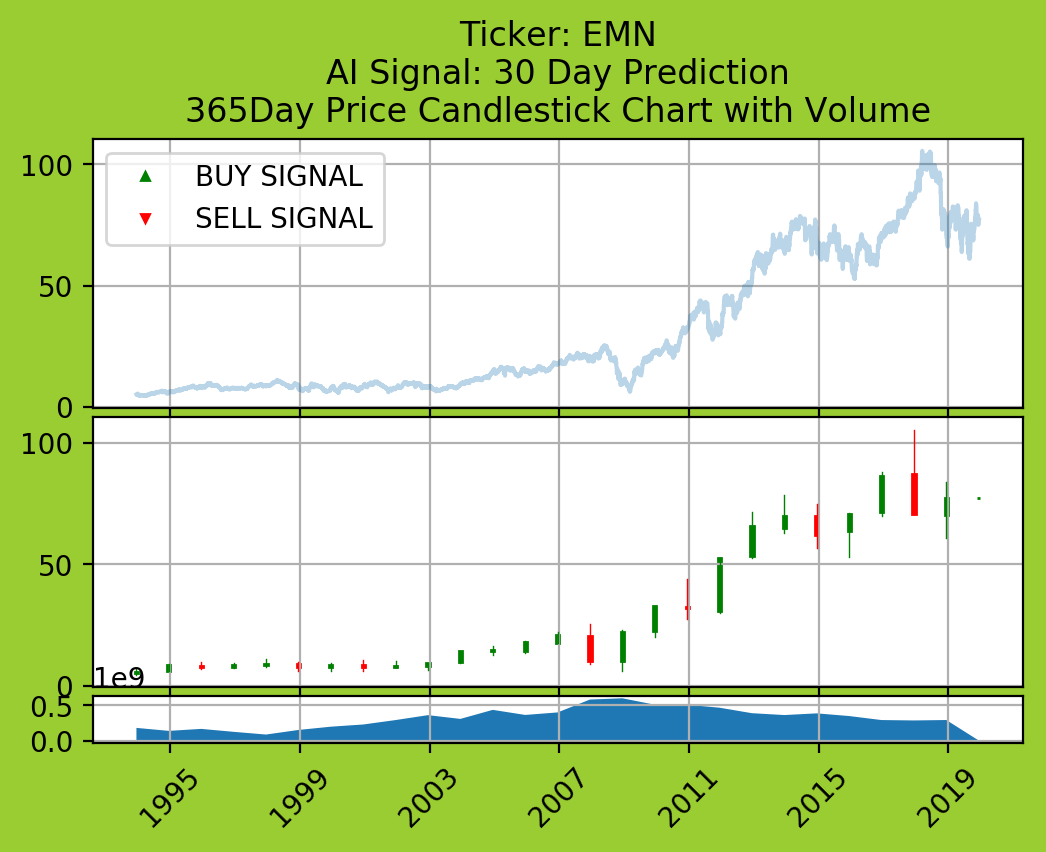 Ticker: EMN
AI Signal: 30 Day Prediction
365Day Price Candlestick Chart with Volume
100
50
0
BUY SIGNAL
SELL SIGNAL
100
50
0
1e9
0.5
0.0
1995
1999
2003
2007
2011
2015
2019